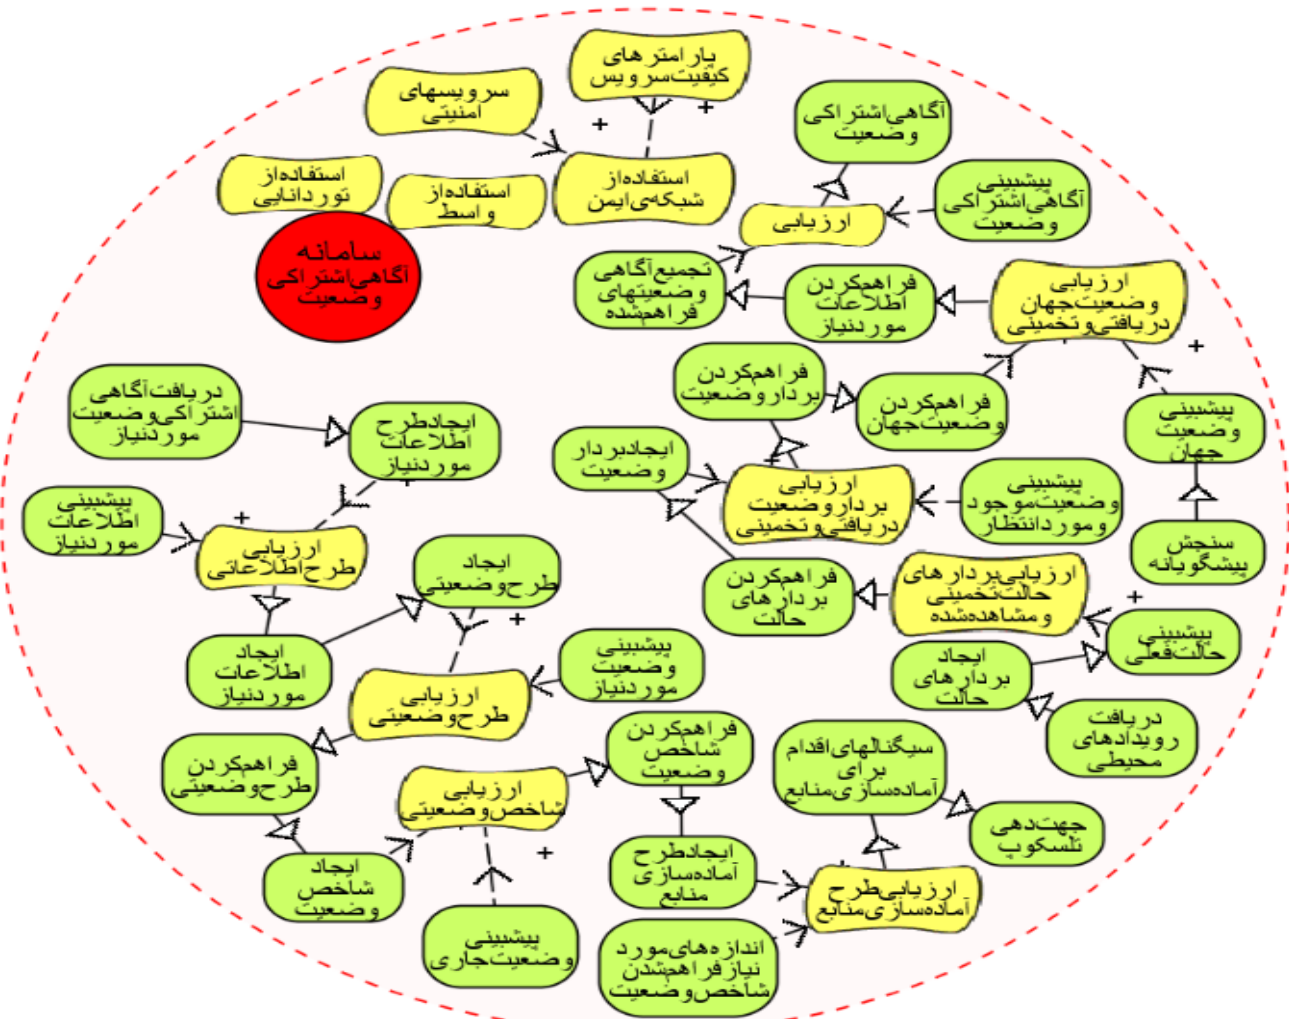 پارامترهای
کیفیت‌سرویس
سرویسهای
امنیتی
آگاهی‌اشتراکی
وضعیت
استفاده‌از
توردانایی
استفاده‌از
واسط
استفاده‌از
شبکه‌ی‌ایمن
پیشبینی
آگاهی‌اشتراکی
وضعیت
ارزیابی
سامانه
آگاهی‌اشتراکی
وضعیت
تجمیع‌آگاهی
وضعیتهای
فراهم‌شده
فراهم‌کردن
اطلاعات
موردنیاز
ارزیابی
وضعیت‌جهان
دریافتی‌وتخمینی
+
+
+
دریافت‌آگاهی
اشتراکی‌وضعیت
موردنیاز
ایجادطرح
اطلاعات
موردنیاز
فراهم‌کردن
بردار‌وضعیت
فراهم‌کردن
وضعیت‌جهان
پیشبینی
وضعیت
جهان
ایجادبردار
وضعیت
+
ارزیابی
بردار‌وضعیت
دریافتی‌وتخمینی
پیشبینی
وضعیت‌موجود
وموردانتظار
سنجش
پیشگویانه
پیشبینی
اطلاعات
موردنیاز
+
ارزیابی
طرح‌اطلاعاتی
ایجاد
طرح‌وضعیتی
+
فراهم‌کردن
بردارهای
حالت
ارزیابی‌بردارهای
حالت‌تخمینی
ومشاهده‌شده
+
پیشبینی
حالت‌فعلی
ایجاد
اطلاعات
موردنیاز
ارزیابی
طرح‌وضعیتی
پیشبینی
وضعیت
موردنیاز
ایجاد
بردارهای
حالت
دریافت
رویدادهای
محیطی
فراهم‌کردن
طرح‌وضعیتی
ارزیابی
شاخص‌وضعیتی
فراهم‌کردن
شاخص
وضعیت
سیگنالهای‌اقدام
برای
آماده‌سازی‌منابع
جهت‌دهی
تلسکوپ
ایجاد
شاخص
وضعیت
+
ایجادطرح
آماده‌سازی
منابع
ارزیابی‌طرح
آماده‌سازی‌منابع
پیشبینی
وضعیت‌جاری
اندازه‌های‌مورد
نیازفراهم‌شدن
شاخص‌وضعیت